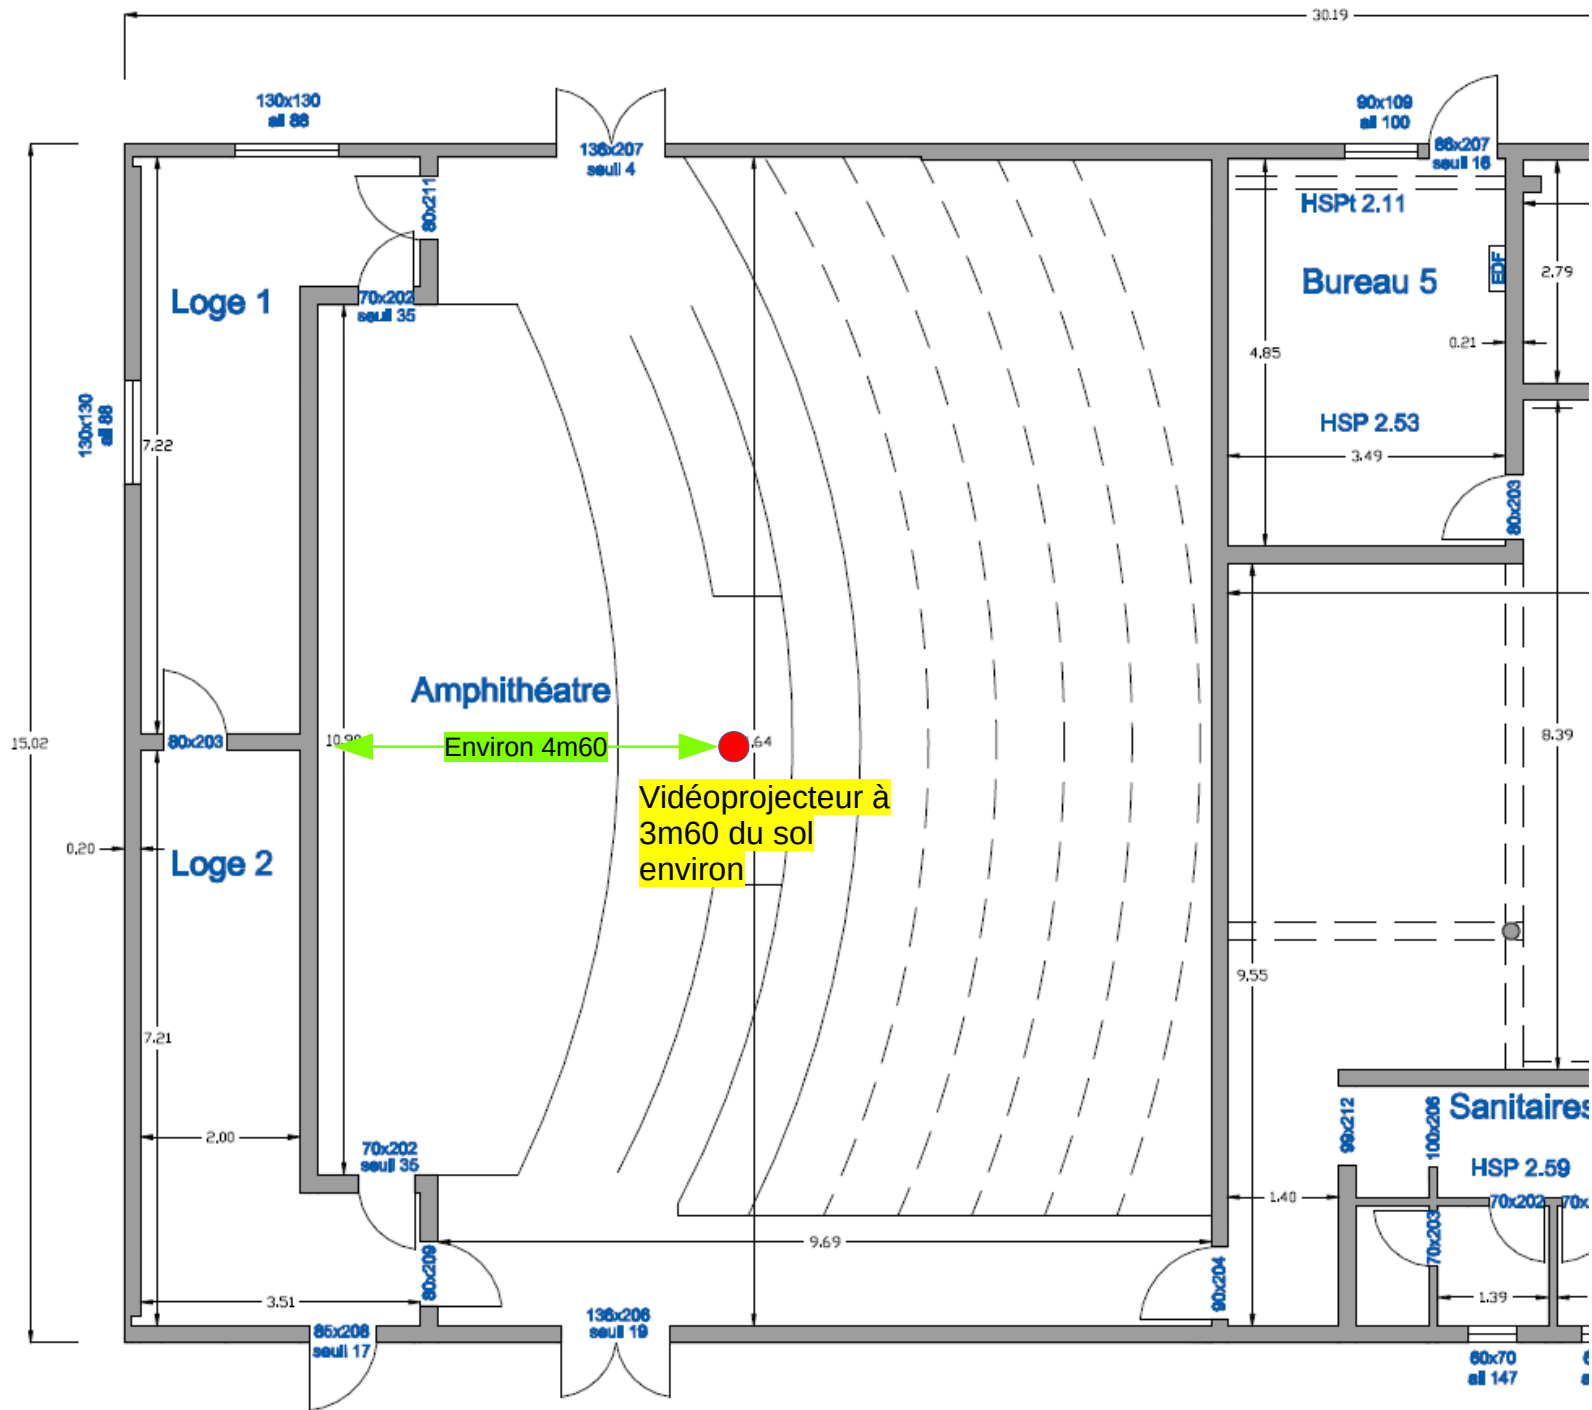 30.19
130x130
all 88
90x109
all 100
136x207
seuil 4
86x207
seuil 16
80x211
HSPt 2.11
EDF
2.79
Bureau 5
Loge 1
70x202
seuil 35
0.21
4.85
130x130
all 88
7.22
HSP 2.53
3.49
80x203
Amphithéatre
15.02
80x203
Environ 4m60
.64
8.39
Vidéoprojecteur à
3m60 du sol
environ
0.20
Loge 2
9.55
7.21
Sanitaires
99x212
100x206
2.00
70x202
seuil 35
HSP 2.59
1.40
70x202
70x203
9.69
80x209
90x204
3.51
1.39
136x206
seuil 19
85x208
seuil 17
60x70
all 147